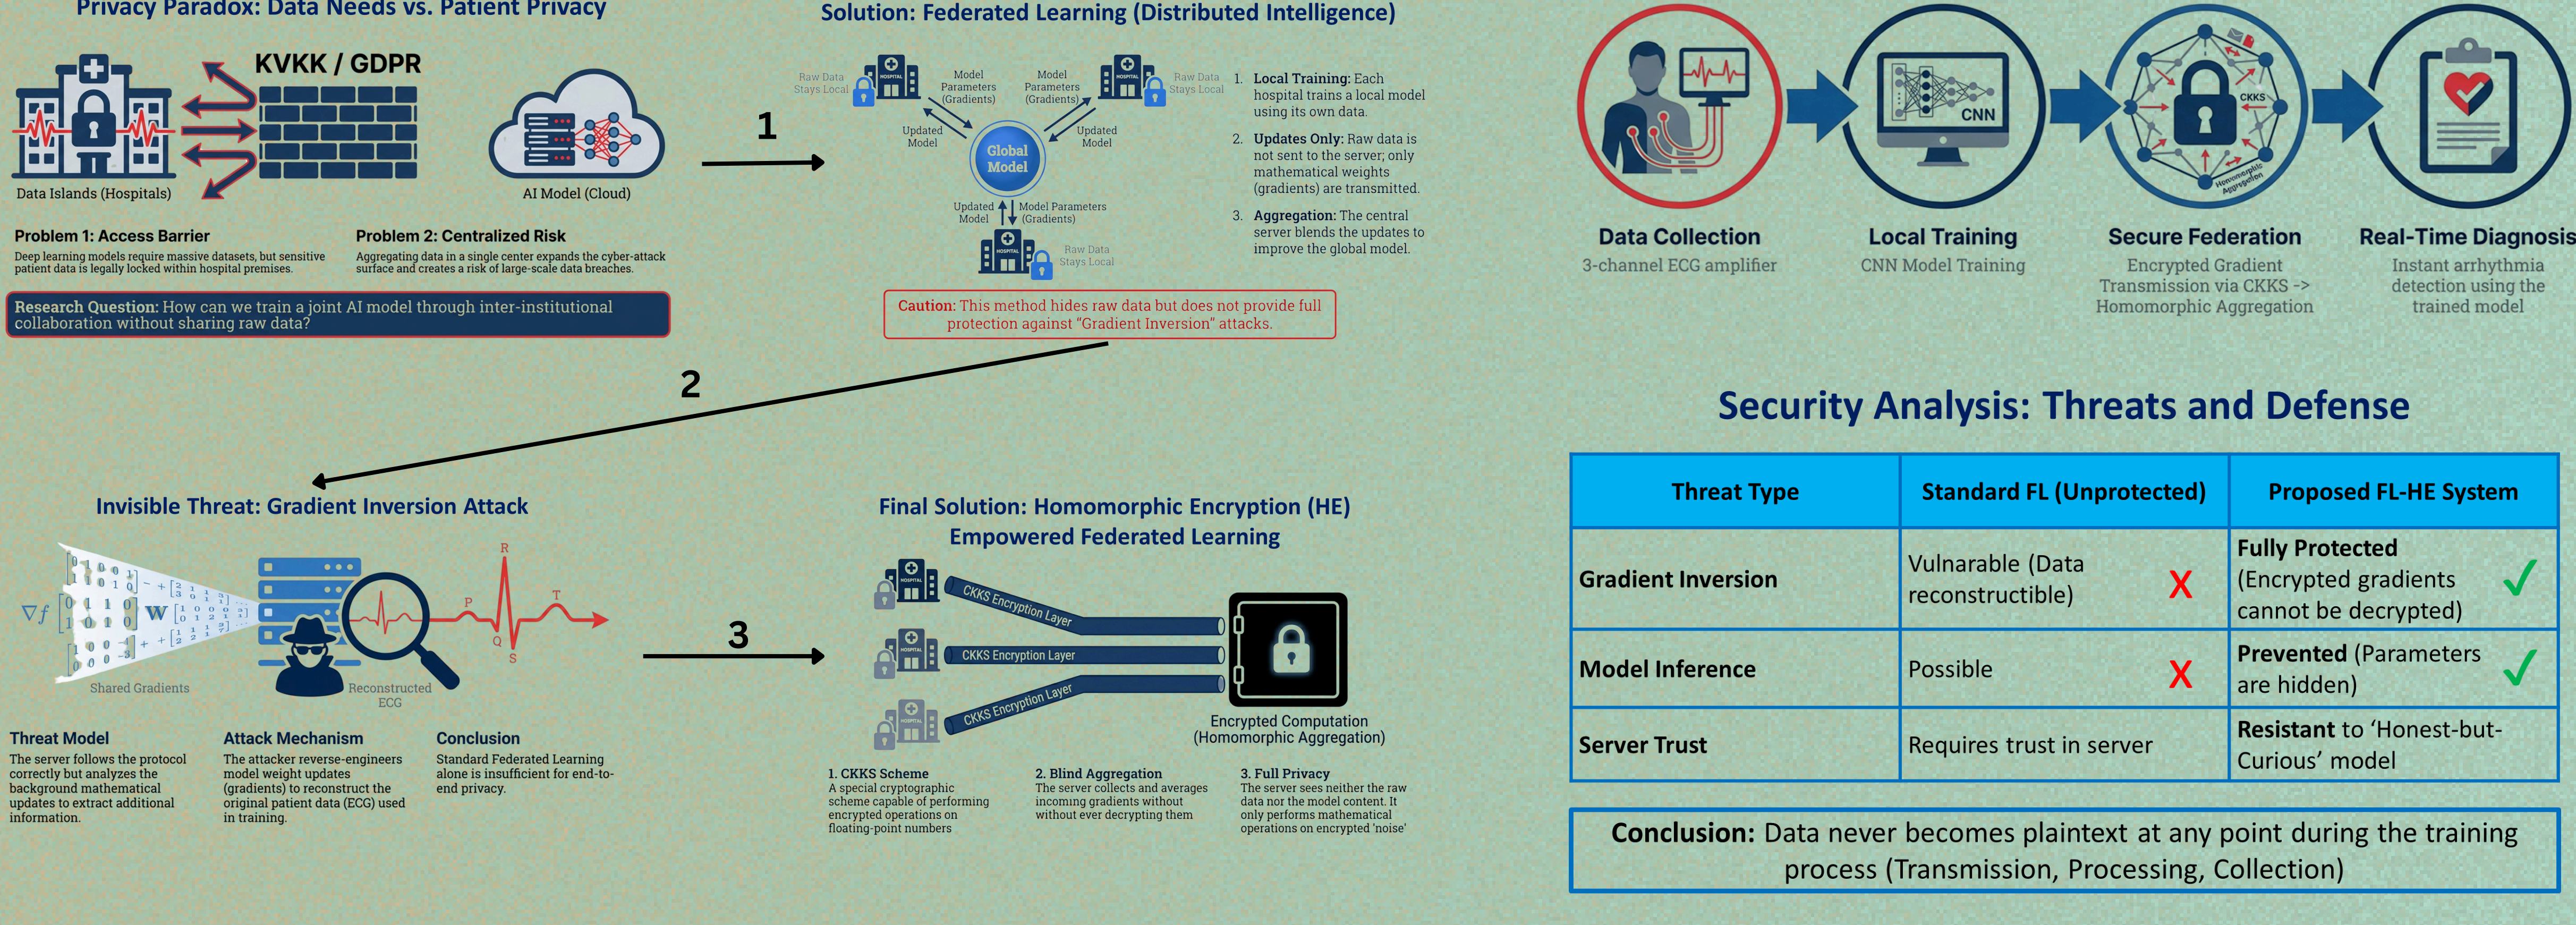 Privacy Paradox: Data Needs vs. Patient Privacy
KVKK / GDPR
Data Islands (Hospitals)
AI Model (Cloud)
Problem 1: Access Barrier
Deep learning models require massive datasets, but sensitive
patient data is legally locked within hospital premises.
Problem 2: Centralized Risk
Aggregating data in a single center expands the cyber-attack
surface and creates a risk of large-scale data breaches.
Research Question: How can we train a joint AI model through inter-institutional
collaboration without sharing raw data?
1
Solution: Federated Learning (Distributed Intelligence)
Raw Data
Stays Local
HOSPITAL
Model
Parameters
(Gradients)
Model
Parameters
(Gradients)
HOSPITAL
Raw Data
Stays Local
Updated
Model
Updated
Model
Global
Model
Updated
Model
Model Parameters
(Gradients)
HOSPITAL
Raw Data
Stays Local
1. Local Training: Each
hospital trains a local model
using its own data.
2. Updates Only: Raw data is
not sent to the server; only
mathematical weights
(gradients) are transmitted.
3. Aggregation: The central
server blends the updates to
improve the global model.
Caution: This method hides raw data but does not provide full
protection against "Gradient Inversion" attacks.
2
Invisible Threat: Gradient Inversion Attack
∇f
W
Shared Gradients
Reconstructed
ECG
P
Q
R
S
T
Threat Model
The server follows the protocol
correctly but analyzes the
background mathematical
updates to extract additional
information.
Attack Mechanism
The attacker reverse-engineers
model weight updates
(gradients) to reconstruct the
original patient data (ECG) used
in training.
Conclusion
Standard Federated Learning
alone is insufficient for end-to-
end privacy.
3
Final Solution: Homomorphic Encryption (HE)
Empowered Federated Learning
HOSPITAL
CKKS Encryption Layer
HOSPITAL
CKKS Encryption Layer
HOSPITAL
CKKS Encryption Layer
Encrypted Computation
(Homomorphic Aggregation)
1. CKKS Scheme
A special cryptographic
scheme capable of performing
encrypted operations on
floating-point numbers
2. Blind Aggregation
The server collects and averages
incoming gradients without
without ever decrypting them
3. Full Privacy
The server sees neither the raw
data nor the model content. It
only performs mathematical
operations on encrypted 'noise'
CNN
CKKS
Homomorphic
Aggregation
Data Collection
3-channel ECG amplifier
Local Training
CNN Model Training
Secure Federation
Encrypted Gradient
Transmission via CKKS ->
Homomorphic Aggregation
Real-Time Diagnosis
Instant arrhythmia
detection using the
trained model
Security Analysis: Threats and Defense
Threat Type
Standard FL (Unprotected)
Proposed FL-HE System
Gradient Inversion
Vulnarable (Data
reconstructible)
X
Fully Protected
(Encrypted gradients
cannot be decrypted)
✓
Model Inference
Possible
X
Prevented (Parameters
are hidden)
✓
Server Trust
Requires trust in server
Resistant to ‘Honest-but-
Curious’ model
Conclusion: Data never becomes plaintext at any point during the training
process (Transmission, Processing, Collection)